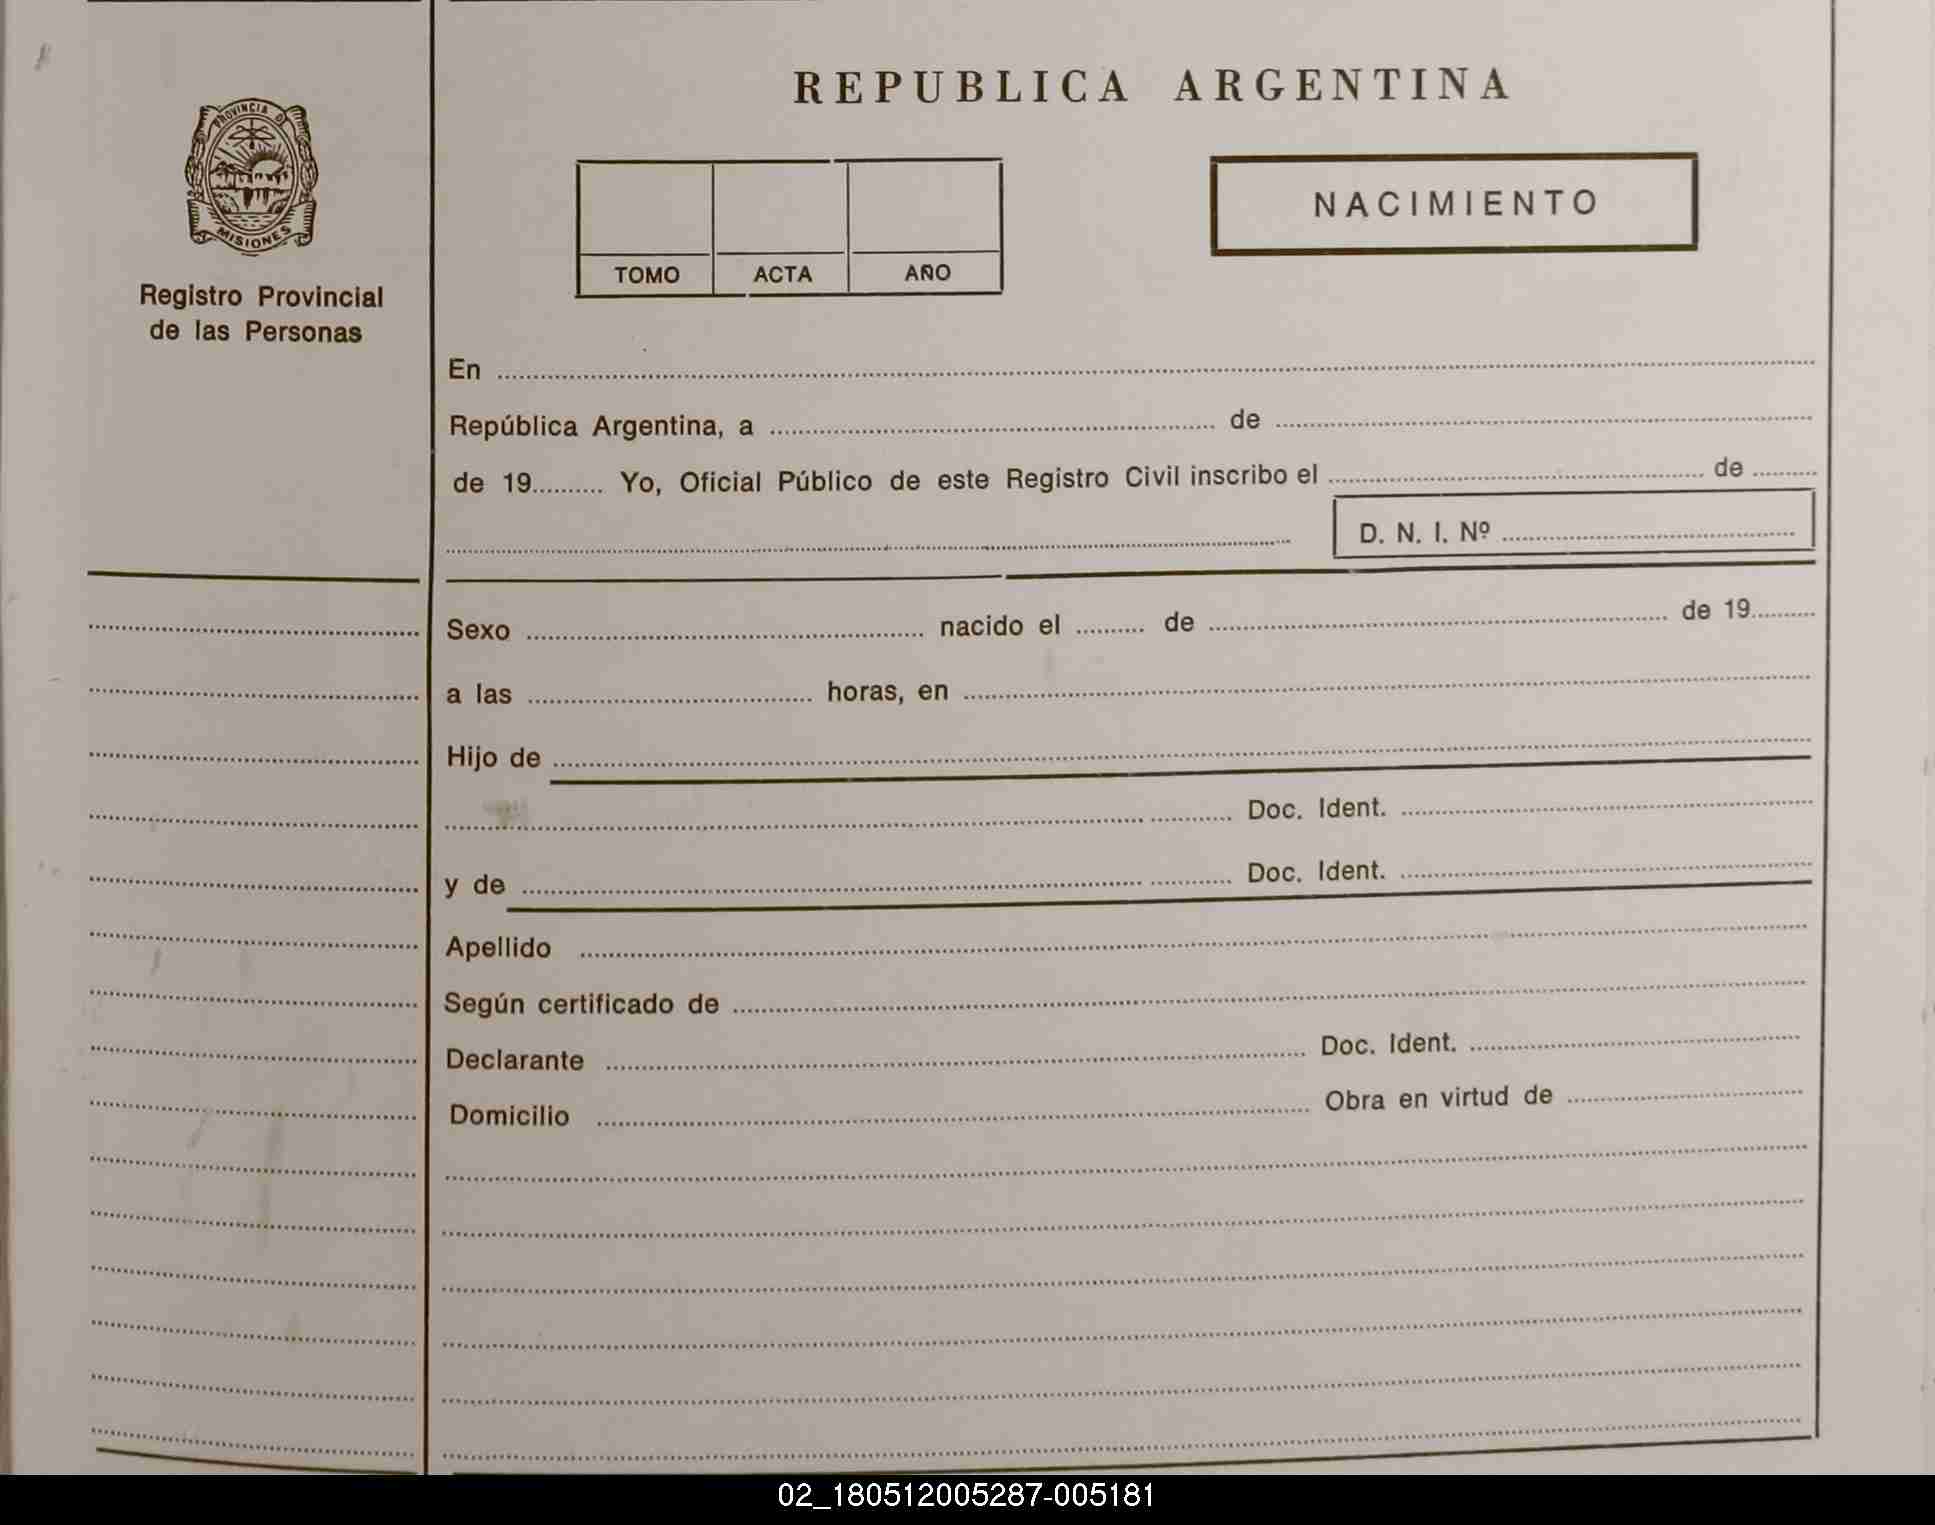 PROVINCIA DE
MISIONES
Registro Provincial
de las Personas
REPUBLICA ARGENTINA
NACIMIENTO
TOMO ACTA AÑO
En
República Argentina, a de
de 19 Yo, Oficial Público de este Registro Civil inscribo el de
D. N. I. Nº
Sexo nacido el de de 19
a las horas, en
Hijo de
Doc. Ident.
y de Doc. Ident.
Apellido
Según certificado de
Declarante Doc. Ident.
Domicilio Obra en virtud de
02_180512005287-005181